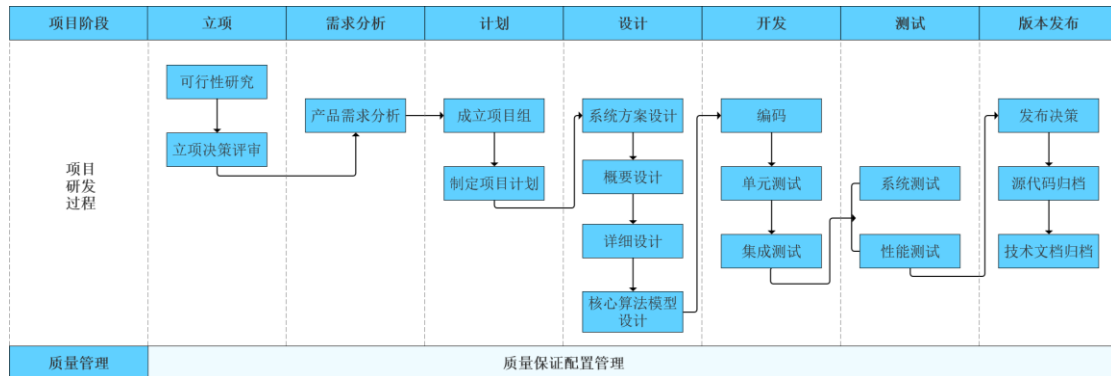 项目阶段
立项
需求分析
计划
设计
开发
测试
版本发布
项目
研发
过程
可行性研究
立项决策评审
产品需求分析
成立项目组
制定项目计划
系统方案设计
概要设计
详细设计
核心算法模型
设计
编码
单元测试
集成测试
系统测试
性能测试
发布决策
源代码归档
技术文档归档
质量管理
质量保证配置管理